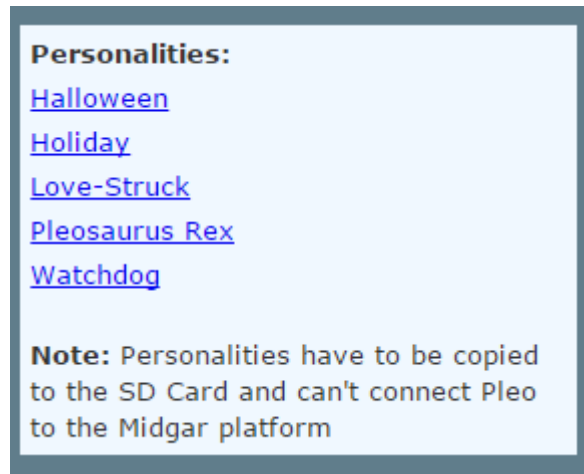 Personalities:
Halloween
Holiday
Love-Struck
Pleosaurus Rex
Watchdog
Note: Personalities have to be copied
to the SD Card and can't connect Pleo
to the Midgar platform